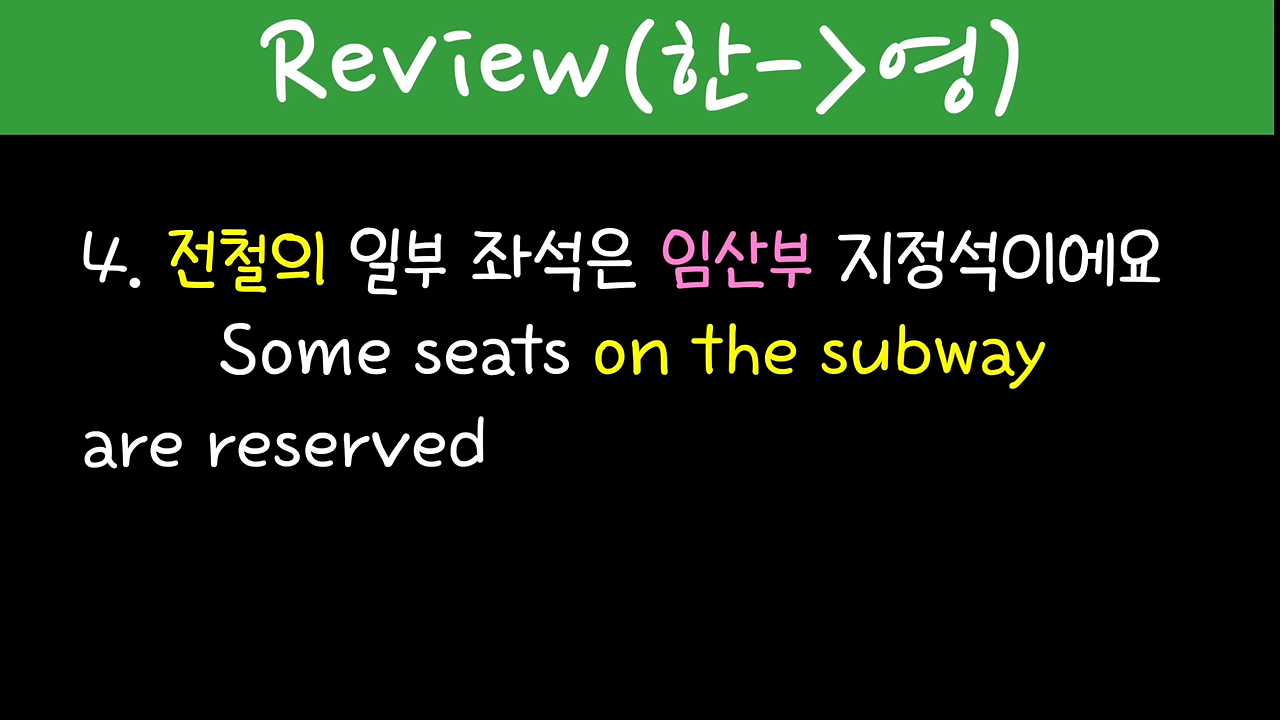 Review(한->영)
4. 전철의 일부 좌석은 임산부 지정석이에요
Some seats on the subway
are reserved